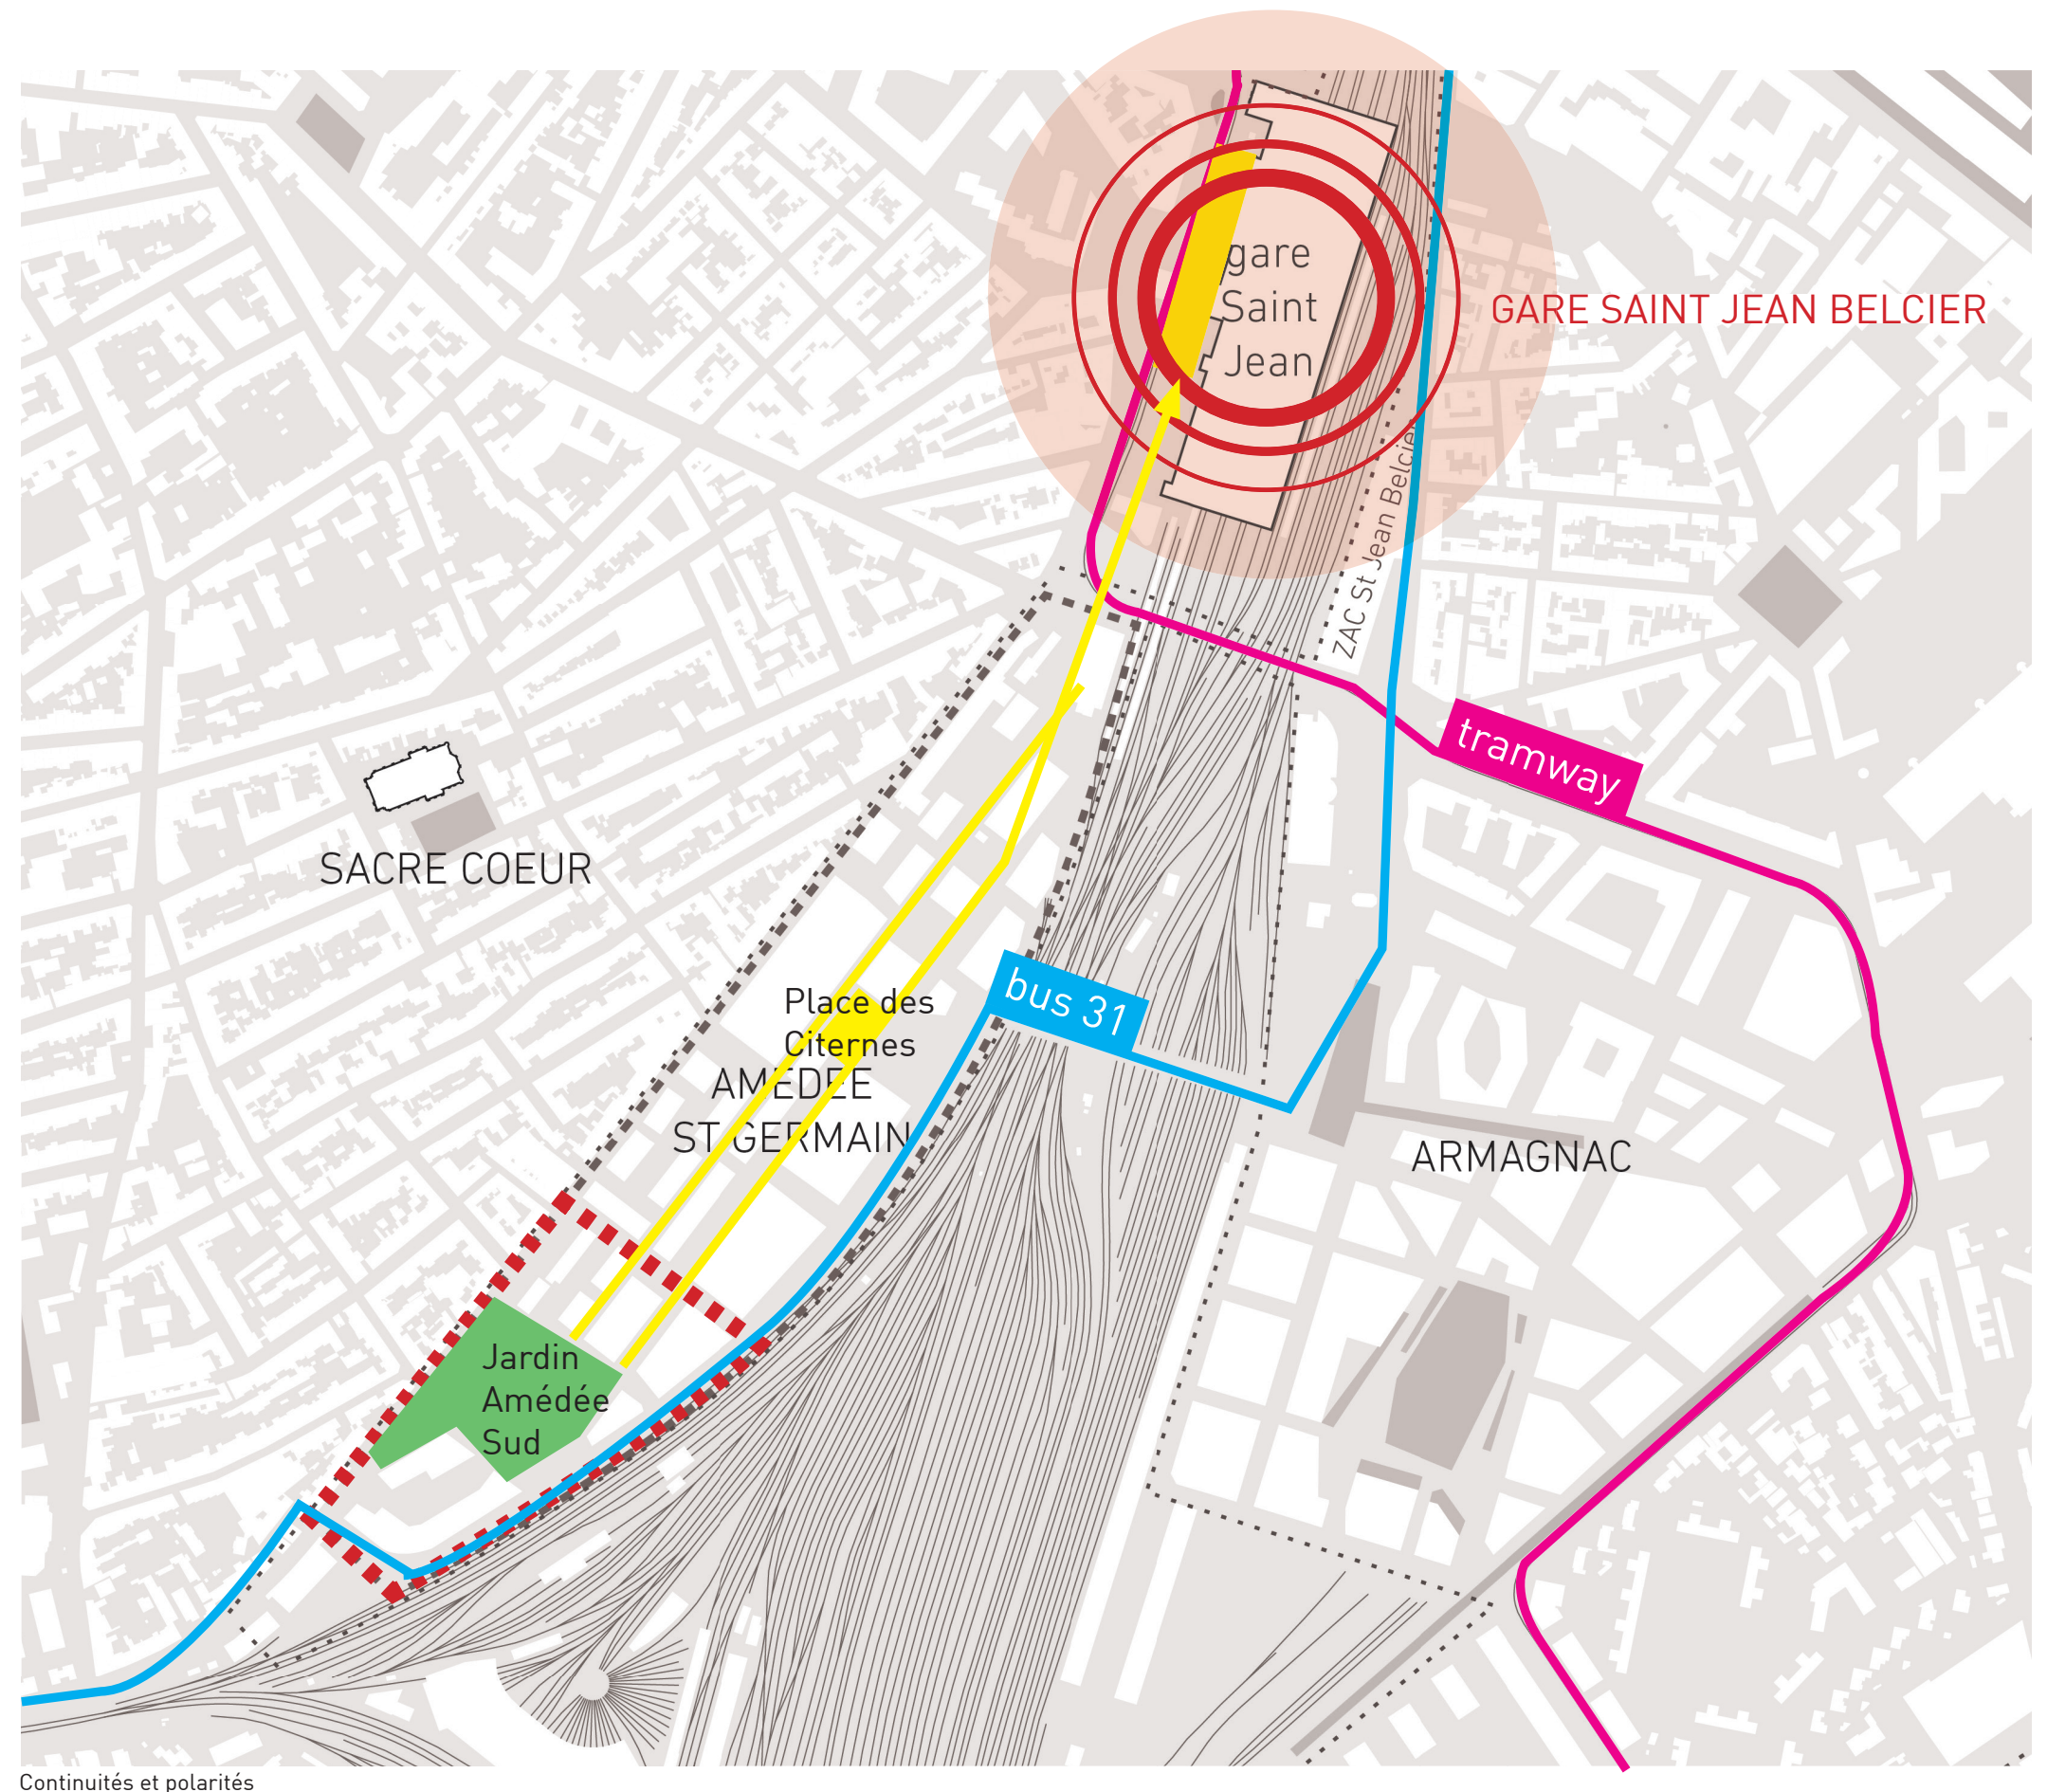 gare
Saint
Jean
GARE SAINT JEAN BELCIER
ZAC St Jean Belcier
tramway
SACRE COEUR
Place des
Citernes
bus 31
AMEDEE
ST GERMAIN
ARMAGNAC
Jardin
Amédée
Sud
Continuités et polarités